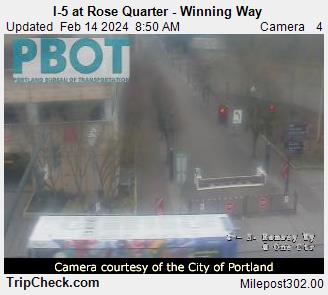 I-5 at Rose Quarter - Winning Way
Updated Feb 14 2024 8:50 AM Camera 4
PBOT
PORTLAND BUREAU OF TRANSPORTATION
Camera courtesy of the City of Portland
TripCheck.com Milepost302.00